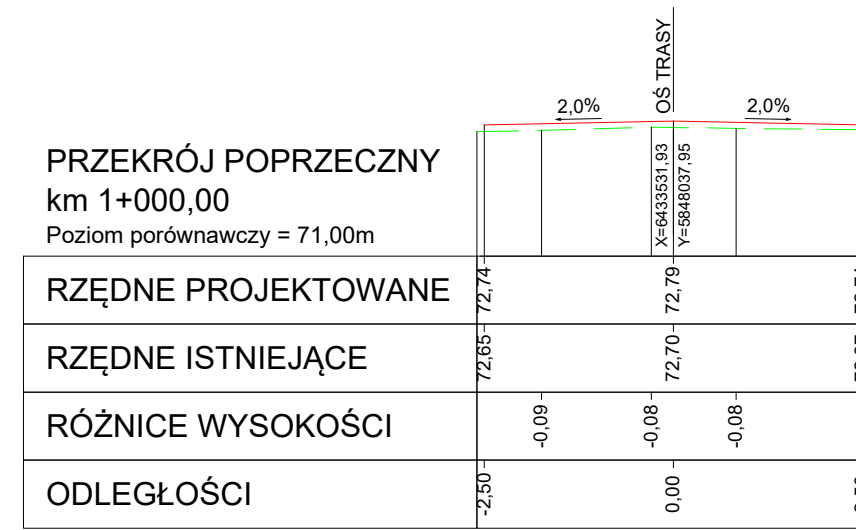 OŚ TRASY
2,0% 2,0%
X=6433531,93
Y=5848037,95
PRZEKRÓJ POPRZECZNY
km 1+000,00
Poziom porównawczy = 71,00m
RZĘDNE PROJEKTOWANE 72,74 72,79
RZĘDNE ISTNIEJĄCE 72,65 72,70
RÓŻNICE WYSOKOŚCI -0,09 -0,08 -0,08
ODLEGŁOŚCI -2,50 0,00